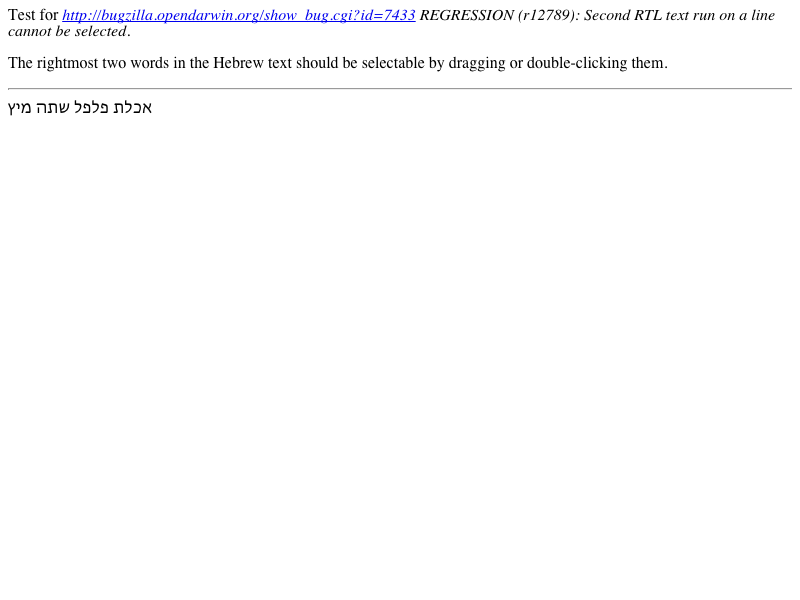 Test for http://bugzilla.opendarwin.org/show_bug.cgi?id=7433 REGRESSION (r12789): Second RTL text run on a line
cannot be selected.
The rightmost two words in the Hebrew text should be selectable by dragging or double-clicking them.
אכלת פלפל שתה מיץ